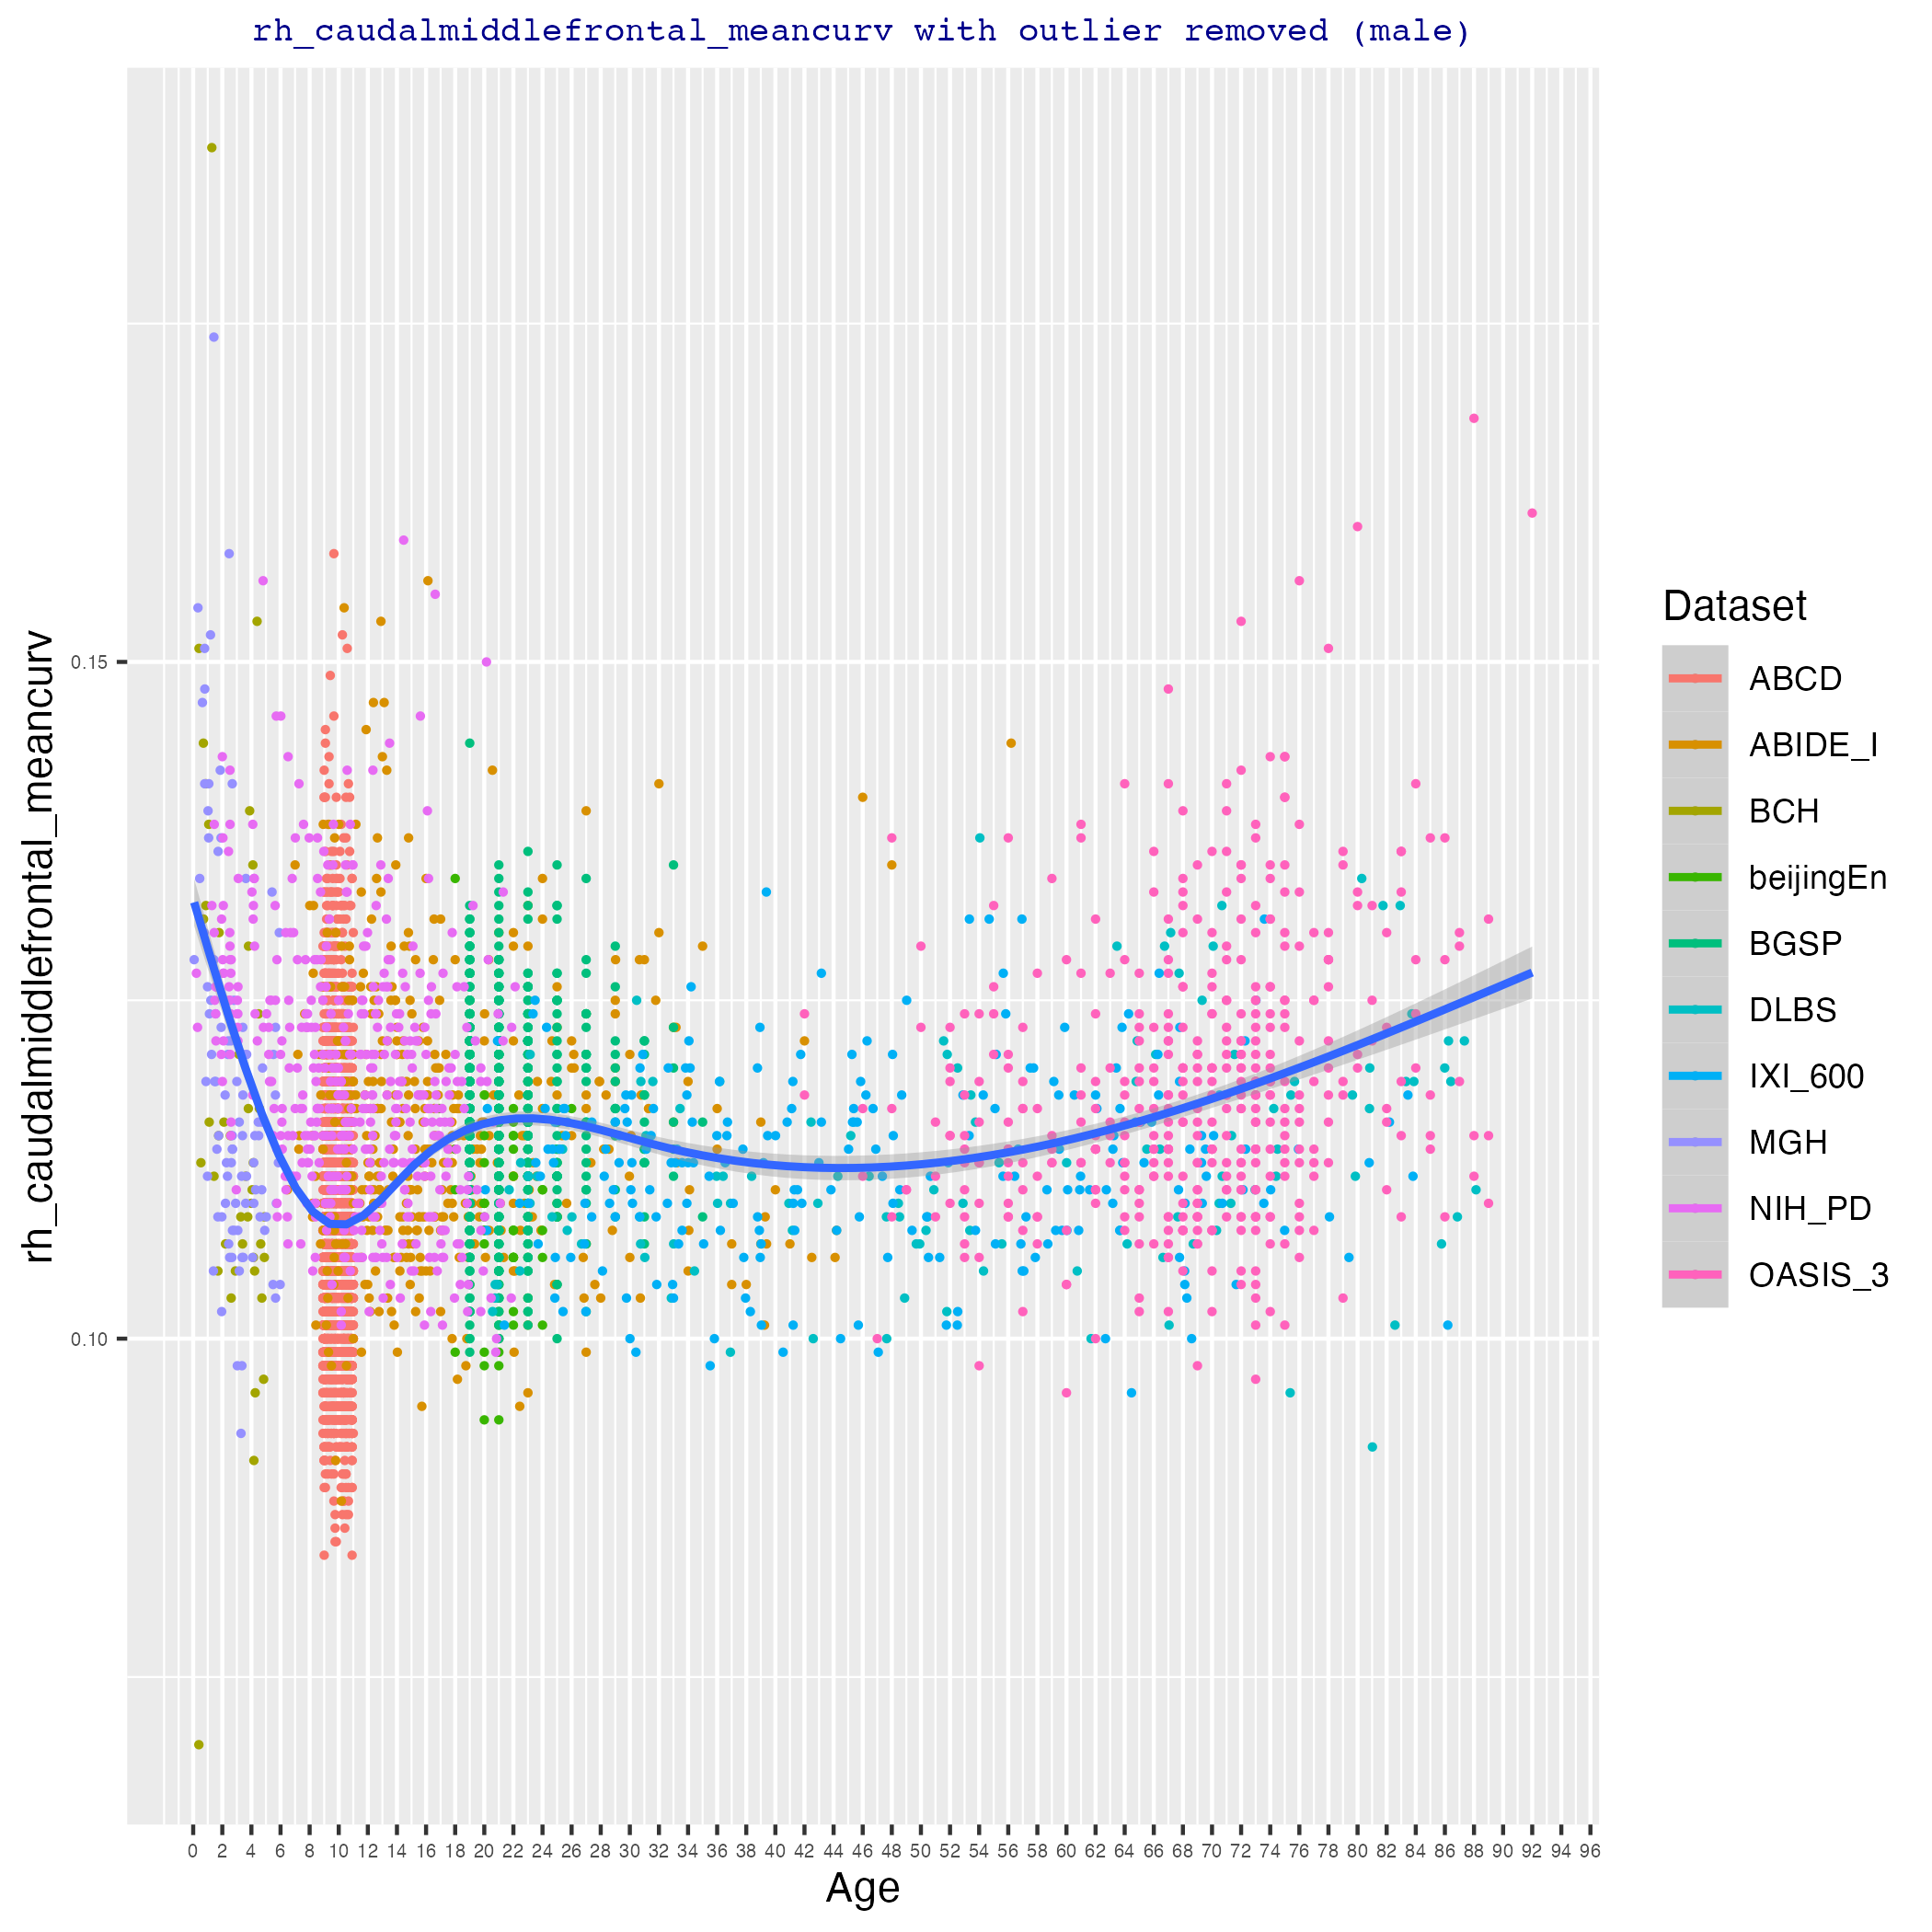 rh_caudalmiddlefrontal_meancurv with outlier removed (male)
rh_caudalmiddlefrontal_meancurv
0.15
0.10
0 2 4 6 8 10 12 14 16 18 20 22 24 26 28 30 32 34 36 38 40 42 44 46 48 50 52 54 56 58 60 62 64 66 68 70 72 74 76 78 80 82 84 86 88 90 92 94 96
Age
Dataset
ABCD
ABIDE_I
BCH
beijingEn
BGSP
DLBS
IXI_600
MGH
NIH_PD
OASIS_3